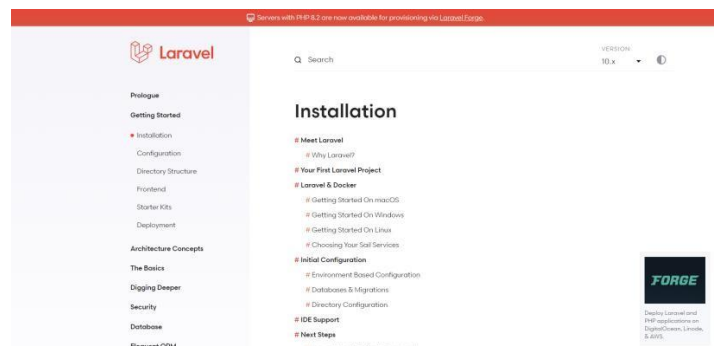 Servers with PHP 8.2 are now available for provisioning via Laravel Forge.
Laravel
Search
VERSION
10.x
Prologue
Getting Started
Installation
Configuration
Directory Structure
Frontend
Starter Kits
Deployment
Architecture Concepts
The Basics
Digging Deeper
Security
Database
Eloquent ORM
Installation
# Meet Laravel
# Why Laravel?
# Your First Laravel Project
# Laravel & Docker
# Getting Started On macOS
# Getting Started On Windows
# Getting Started On Linux
# Choosing Your Sail Services
# Initial Configuration
# Environment Based Configuration
# Databases & Migrations
# Directory Configuration
# IDE Support
# Next Steps
FORGE
Deploy Laravel and
PHP applications on
DigitalOcean, Linode,
& AWS.